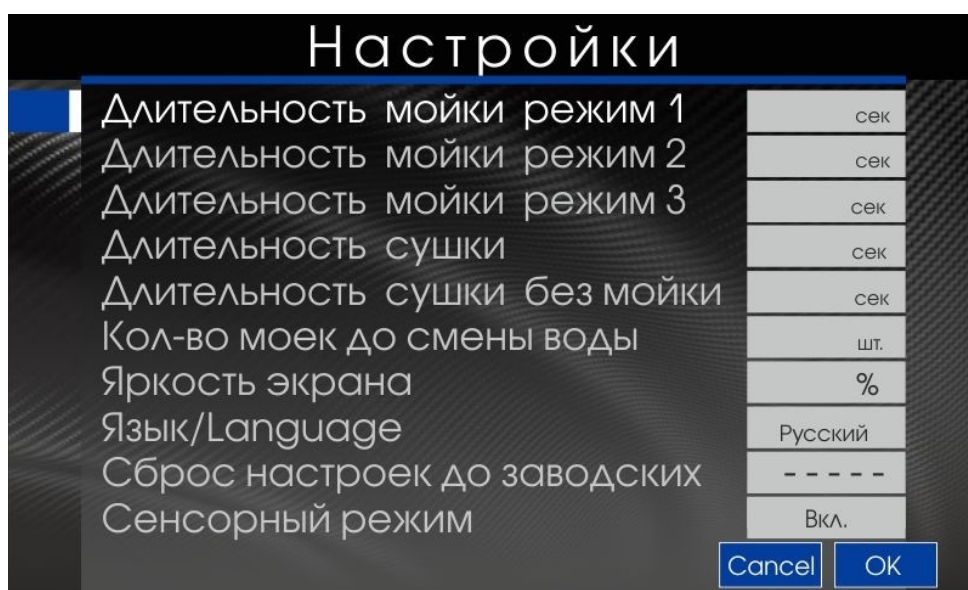 Настройки
Длительность мойки режим 1 сек
Длительность мойки режим 2 сек
Длительность мойки режим 3 сек
Длительность сушки сек
Длительность сушки без мойки сек
Кол-во моек до смены воды шт.
Яркость экрана %
Язык/Language Русский
Сброс настроек до заводских - - - - -
Сенсорный режим Вкл.
Cancel OK